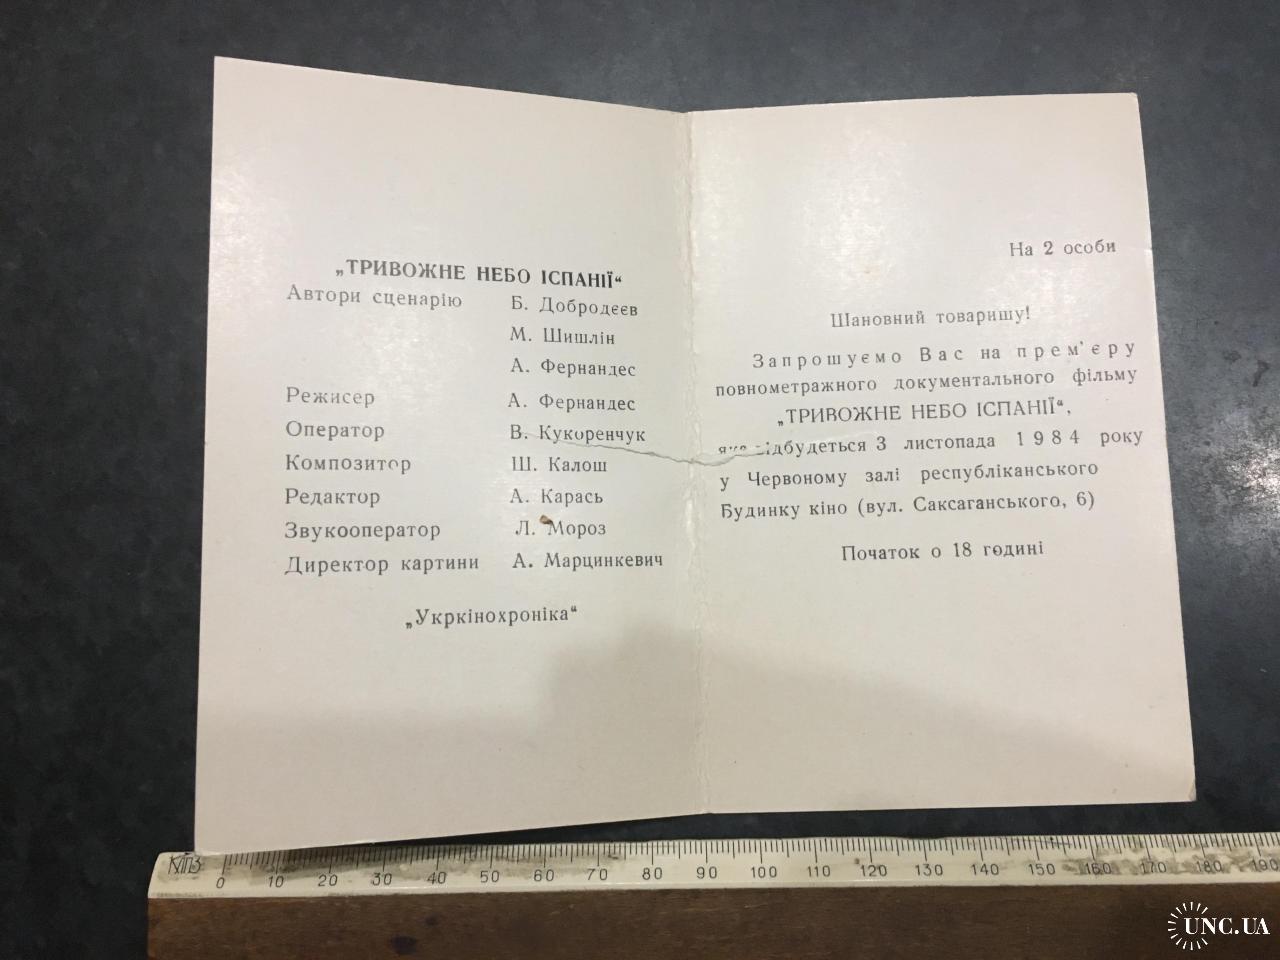 „ТРИВОЖНЕ НЕБО ІСПАНІЇ“
Автори сценарію Б. Добродеєв
М. Шишлін
А. Фернандес
Режисер А. Фернандес
Оператор В. Кукоренчук
Композитор Ш. Калош
Редактор А. Карась
Звукооператор Л. Мороз
Директор картини А. Марцинкевич
„Укркінохроніка“
На 2 особи
Шановний товаришу!
Запрошуємо Вас на прем'єру
повнометражного документального фільму
„ТРИВОЖНЕ НЕБО ІСПАНІЇ“,
відбудеться 3 листопада 1984 року
у Червоному залі республіканського
Будинку кіно (вул. Саксаганського, 6)
Початок о 18 годині
0 10 20 30 40 50 60 70 80 90 100 110 120 130 140 150 160 170 180 190
UNC.UA